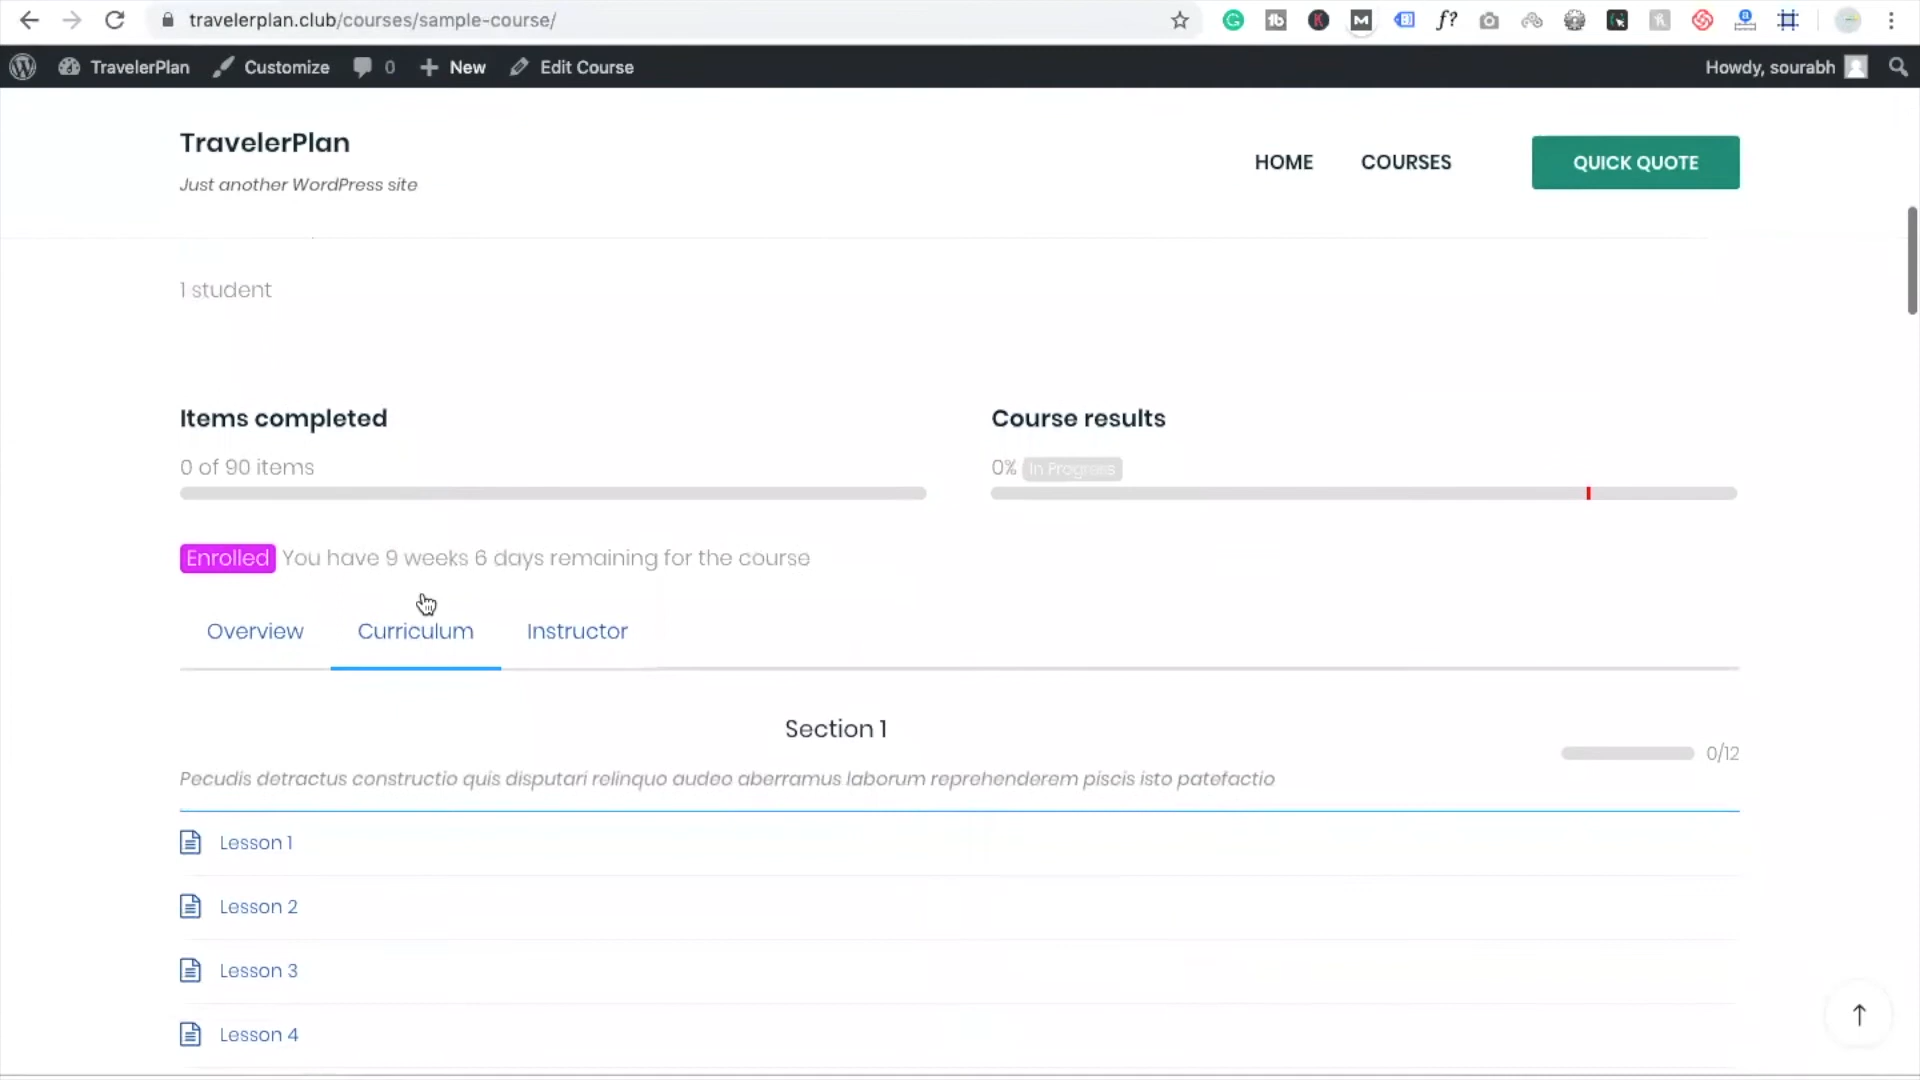 travelerplan.club/courses/sample-course/
TravelerPlan Customize 0 New Edit Course Howdy, sourabh
TravelerPlan
Just another WordPress site
HOME COURSES QUICK QUOTE
1 student
Items completed
0 of 90 items
Course results
0% In Progress
Enrolled You have 9 weeks 6 days remaining for the course
Overview Curriculum Instructor
Section 1
0/12
Pecudis detractus constructio quis disputari relinquo audeo aberramus laborum reprehenderem piscis isto patefactio
Lesson 1
Lesson 2
Lesson 3
Lesson 4